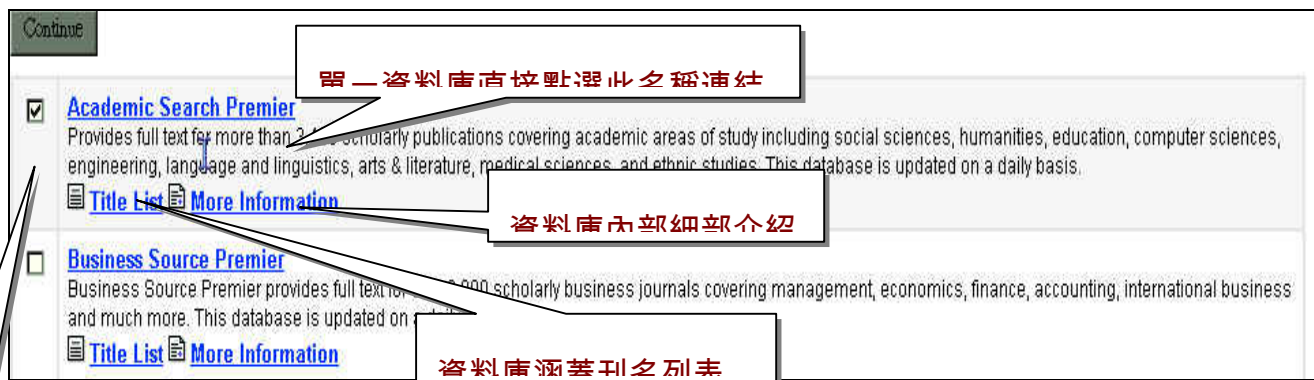 Continue
單一資料庫直接點選此名稱連結
Academic Search Premier
Provides full text for more than scholarly publications covering academic areas of study including social sciences, humanities, education, computer sciences,
engineering, language and linguistics, arts & literature, medical sciences, and ethnic studies. This database is updated on a daily basis.
Title List More Information
資料庫內部細部介紹
Business Source Premier
Business Source Premier provides full text for scholarly business journals covering management, economics, finance, accounting, international business
and much more. This database is updated on
Title List More Information
資料庫涵蓋刊名列表